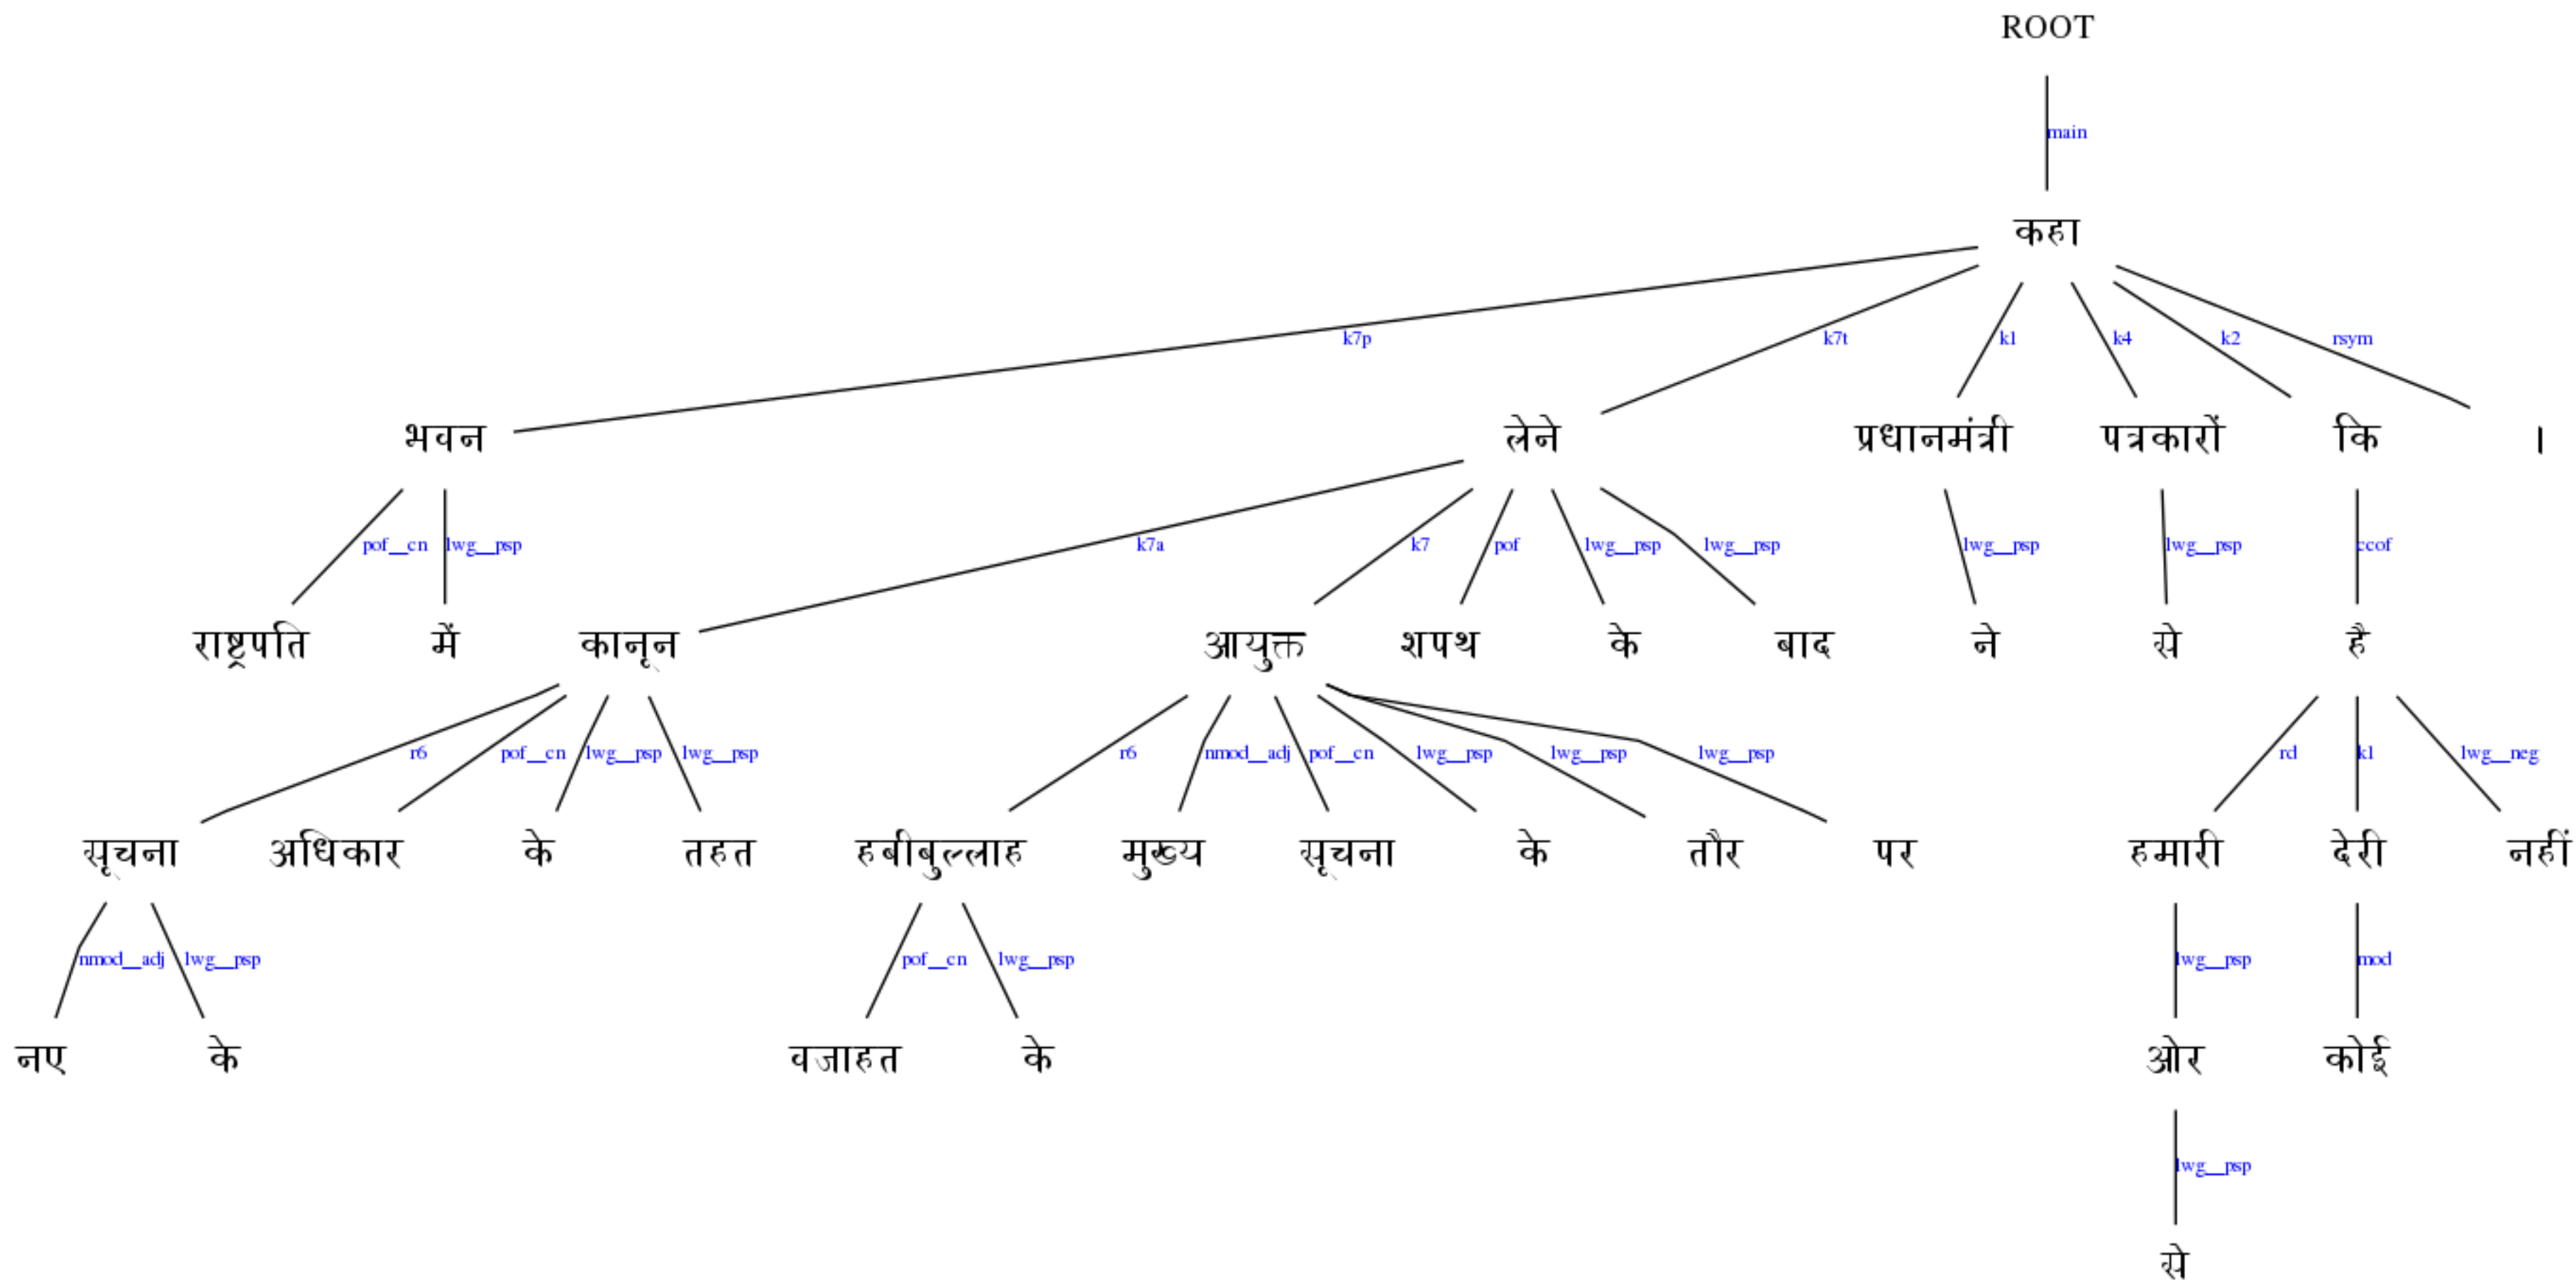 ROOT
main
कहा
k7p k7t k1 k4 k2 rsym
भवन लेने प्रधानमंत्री पत्रकारों कि ।
pof__cn lwg__psp k7a k7 pof lwg__psp lwg__psp lwg__psp lwg__psp ccof
राष्ट्रपति में कानून आयुक्त शपथ के बाद ने से है
r6 pof__cn lwg__psp lwg__psp r6 nmod__adj pof__cn lwg__psp lwg__psp lwg__psp rd k1 lwg__neg
सूचना अधिकार के तहत हबीबुल्लाह मुख्य सूचना के तौर पर हमारी देरी नहीं
nmod__adj lwg__psp pof__cn lwg__psp lwg__psp mod
नए के वजाहत के ओर कोई
lwg__psp
से